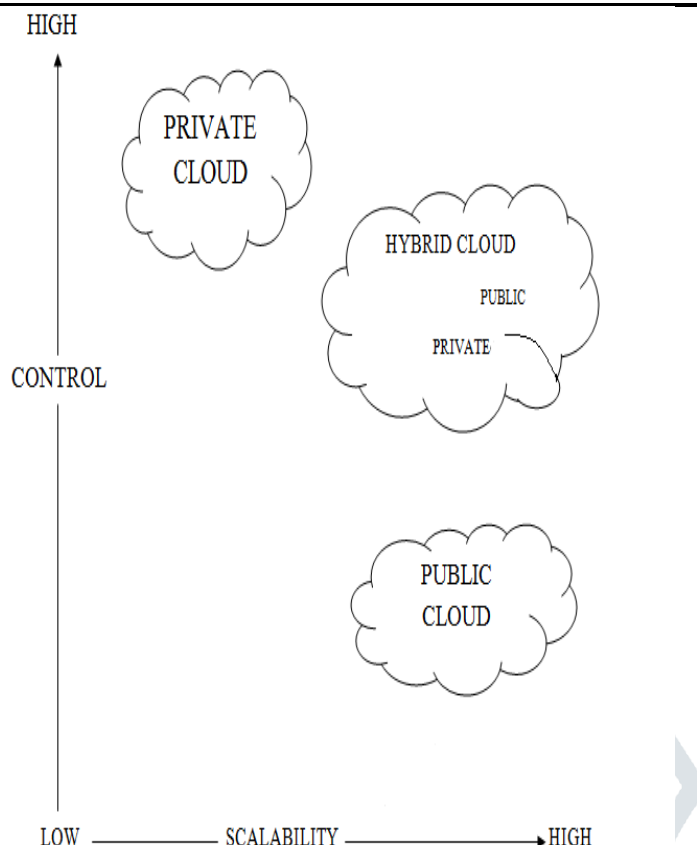 HIGH
PRIVATE
CLOUD
HYBRID CLOUD
PUBLIC
PRIVATE
CONTROL
PUBLIC
CLOUD
LOW SCALABILITY HIGH